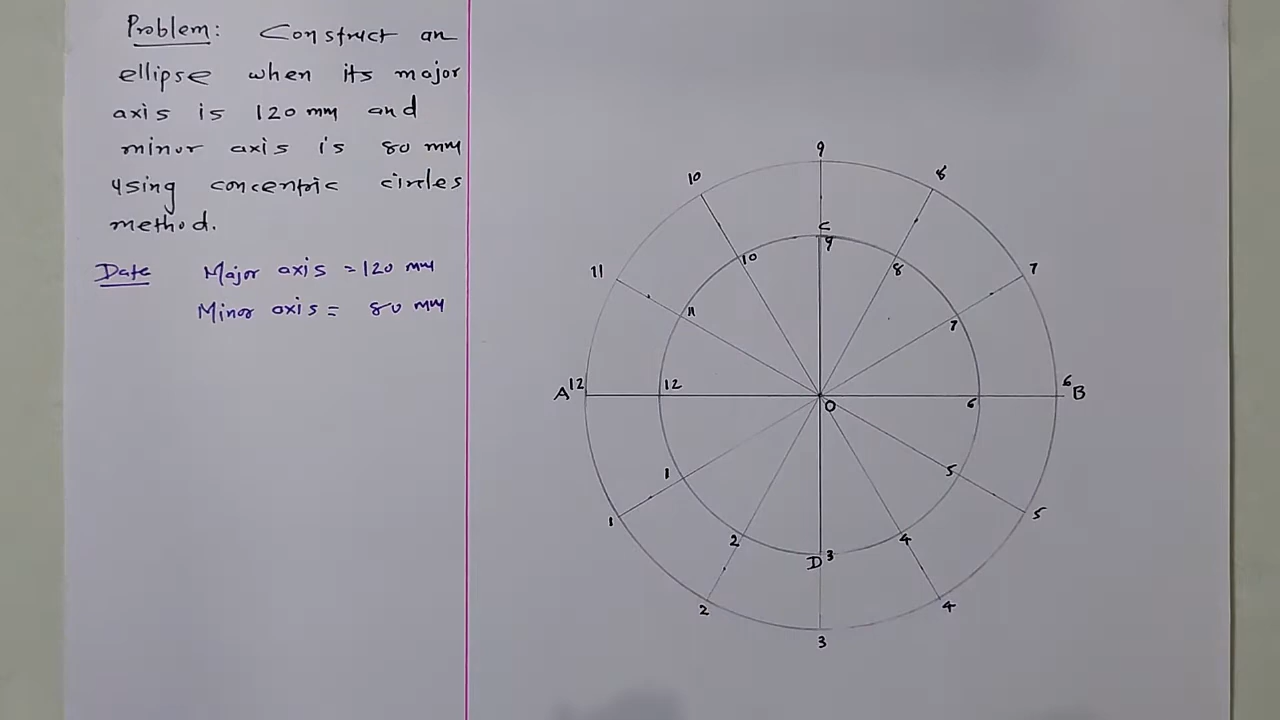 Problem: Construct an
ellipse when its major
axis is 120 mm and
minor axis is 80 mm
using concentric circles
method.
Date Major axis = 120 mm
Minor axis = 80 mm
9
10 8
C
9
11 10 8 7
11 7
A 12 12 O 6 6 B
1 5
1 5
2 D 3 4
2 4
3